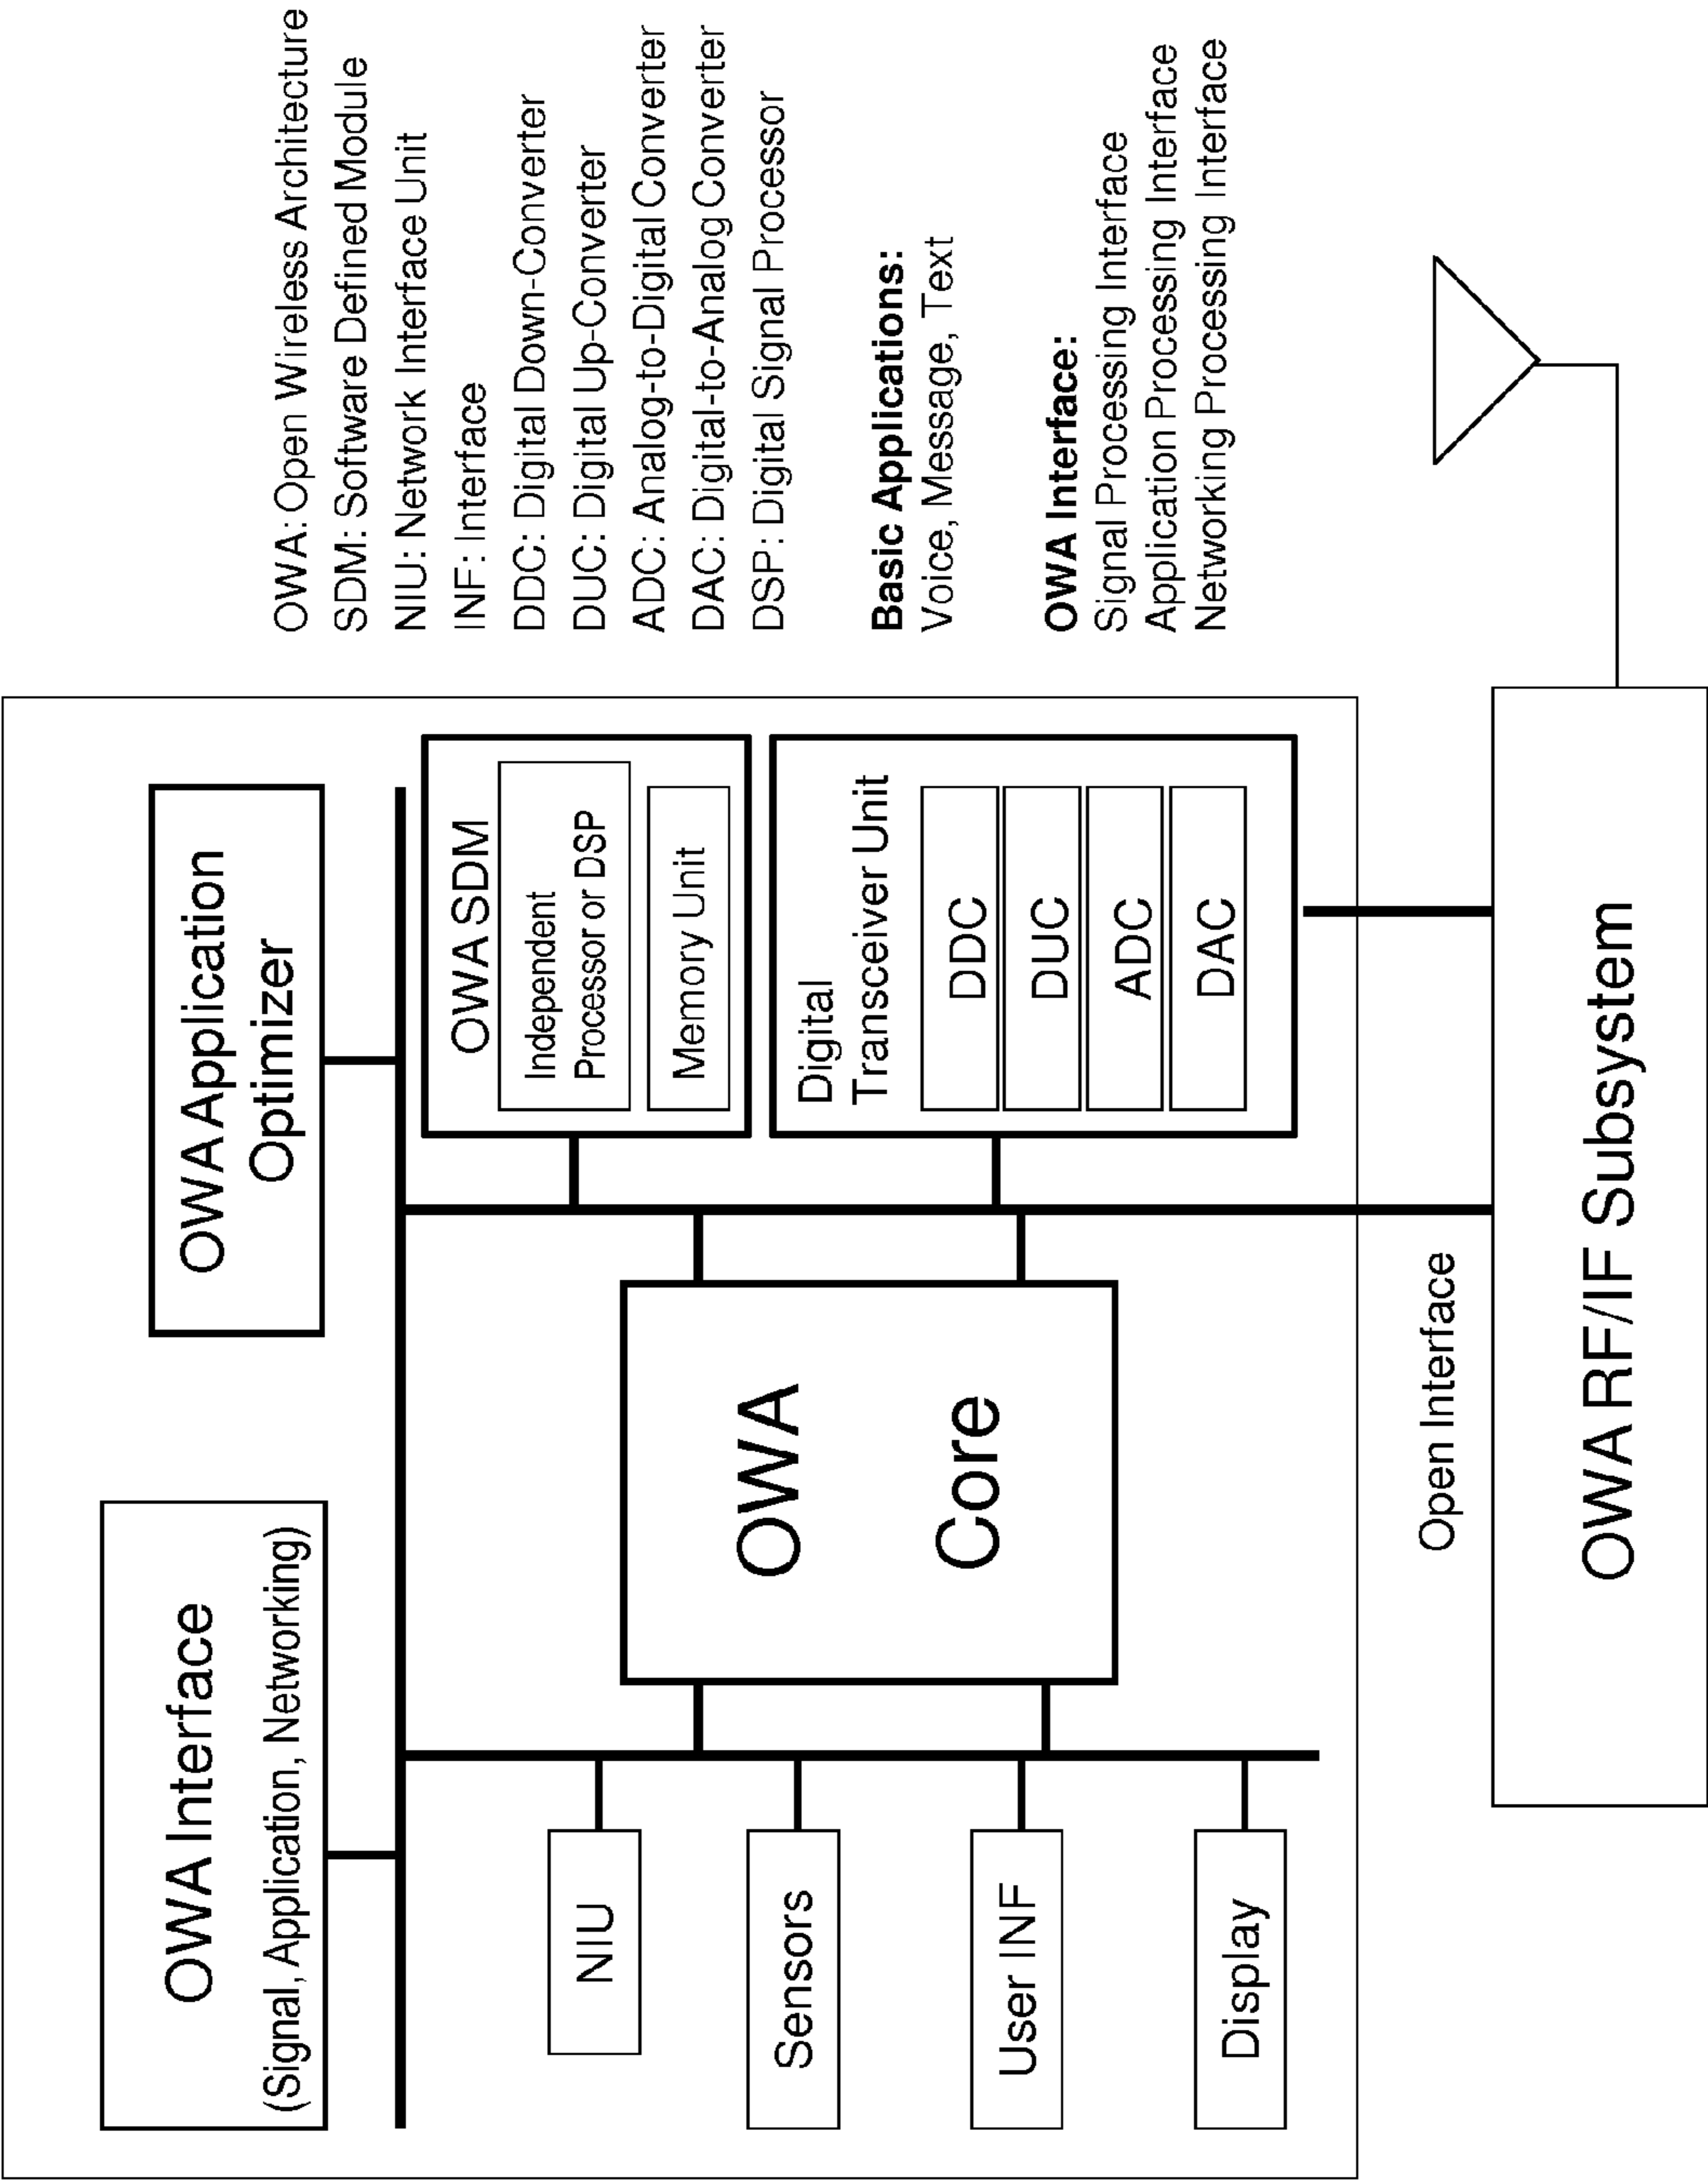 OWA Interface
(Signal, Application, Networking)
OWA Application
Optimizer
NIU
Sensors
User INF
Display
OWA
Core
OWA SDM
Independent
Processor or DSP
Memory Unit
Digital
Transceiver Unit
DDC
DUC
ADC
DAC
Open Interface
OWA RF/IF Subsystem
OWA: Open Wireless Architecture
SDM: Software Defined Module
NIU: Network Interface Unit
INF: Interface
DDC: Digital Down-Converter
DUC: Digital Up-Converter
ADC: Analog-to-Digital Converter
DAC: Digital-to-Analog Converter
DSP: Digital Signal Processor
Basic Applications:
Voice, Message, Text
OWA Interface:
Signal Processing Interface
Application Processing Interface
Networking Processing Interface